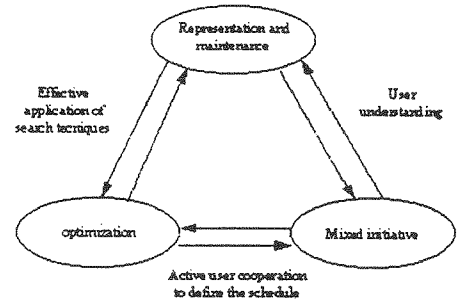 Representation and
maintenance
Effective
application of
search tecniques
User
understanding
optimization
Mixed initiative
Active user cooperation
to define the schedule